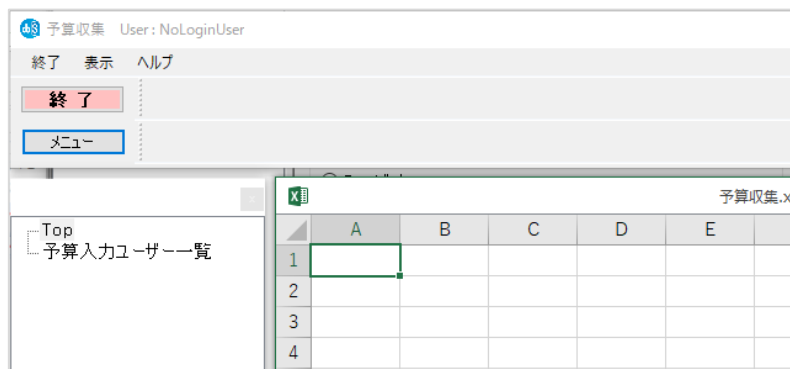 予算収集 User : NoLoginUser
終了 表示 ヘルプ
終 了
メニュー
予算収集.x
Top
予算入力ユーザー一覧
A B C D E
1
2
3
4